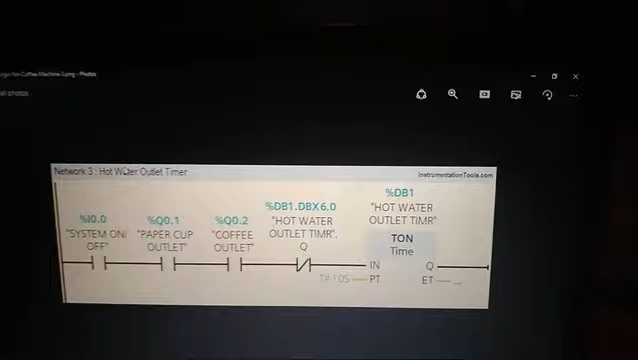 Network 3 : Hot Water Outlet Timer
InstrumentationTools.com
%I0.0
"SYSTEM ON/
OFF"
%Q0.1
"PAPER CUP
OUTLET"
%Q0.2
"COFFEE
OUTLET"
%DB1.DBX6.0
"HOT WATER
OUTLET TIMR".
Q
%DB1
"HOT WATER
OUTLET TIMR"
TON
Time
IN
Q
T#10S
PT
ET
...